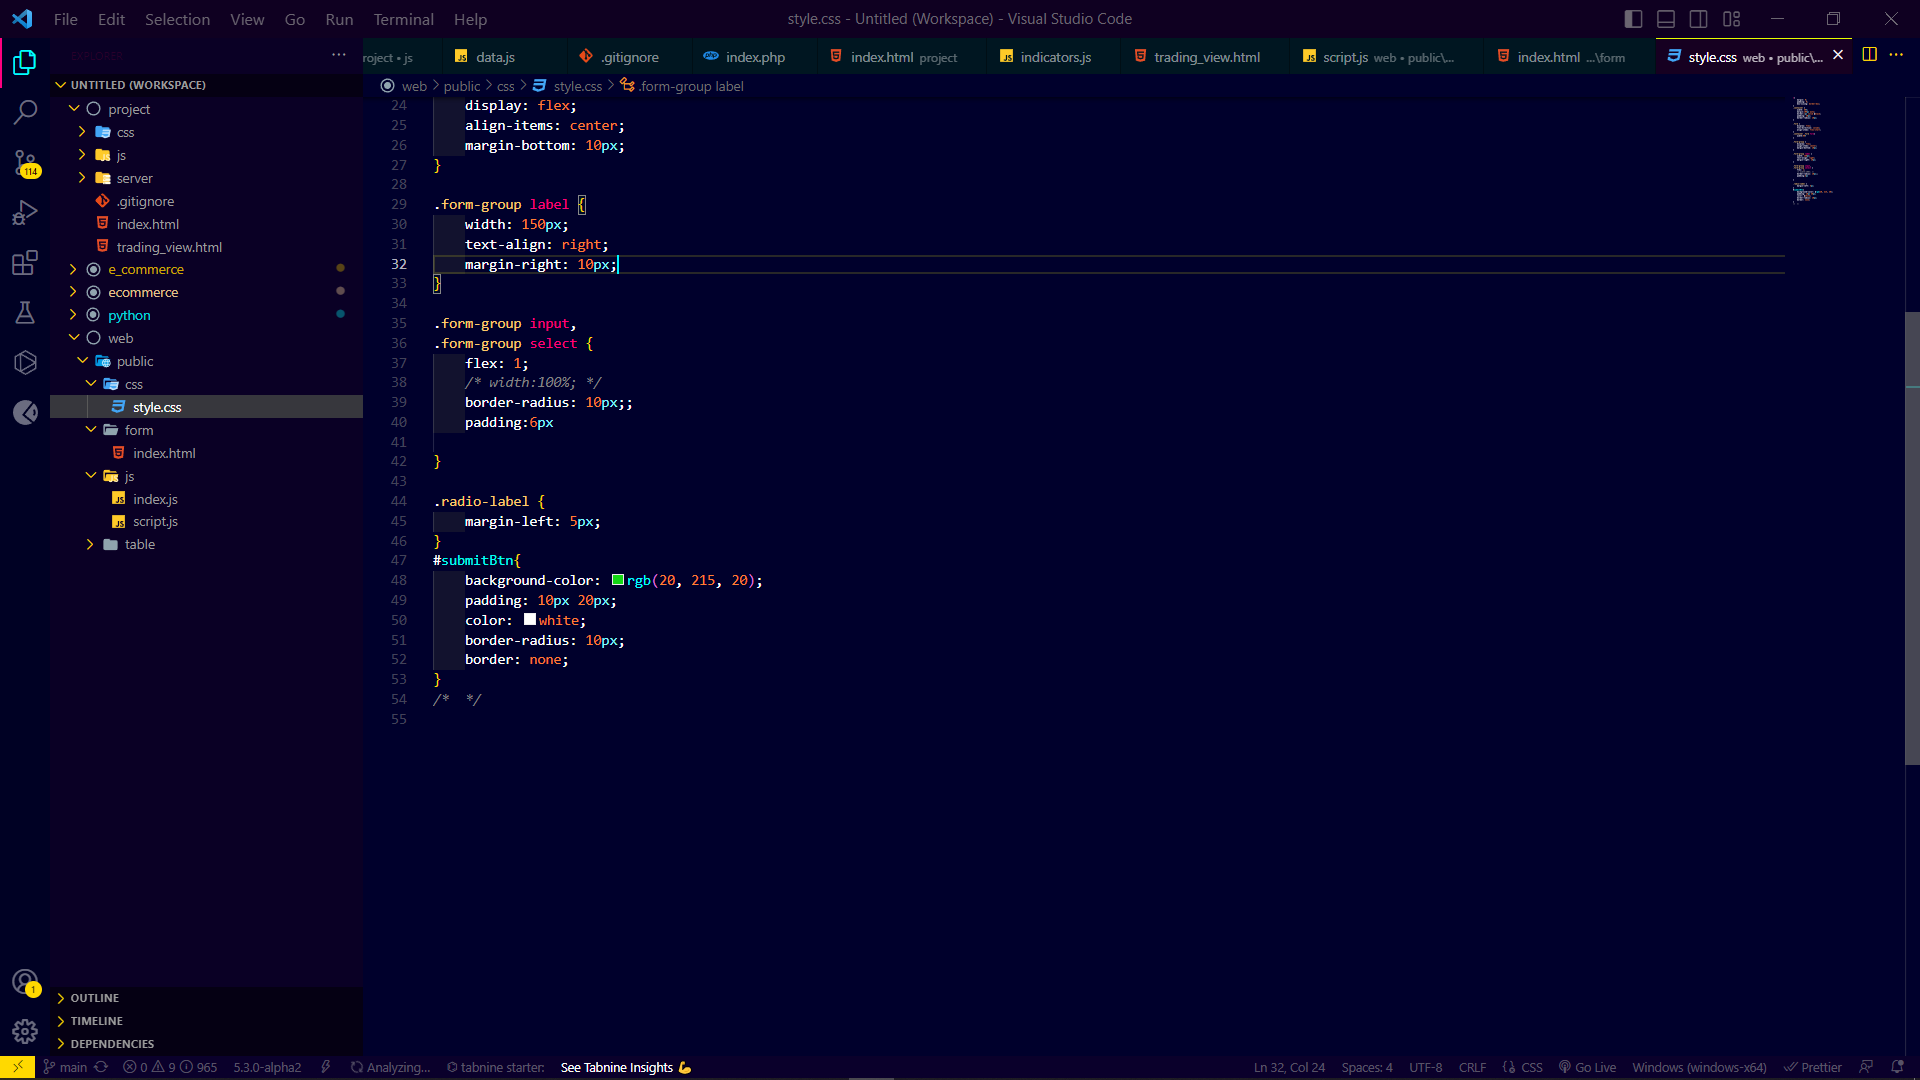 File Edit Selection View Go Run Terminal Help
style.css - Untitled (Workspace) - Visual Studio Code
roject • js
data.js
.gitignore
index.php
index.html project
indicators.js
trading_view.html
script.js web • public\...
index.html ...\form
style.css web • public\...
EXPLORER
UNTITLED (WORKSPACE)
project
css
js
server
.gitignore
index.html
trading_view.html
e_commerce
ecommerce
python
web
public
css
style.css
form
index.html
js
index.js
script.js
table
OUTLINE
TIMELINE
DEPENDENCIES
114
1
web > public > css > style.css > .form-group label
24 display: flex;
25 align-items: center;
26 margin-bottom: 10px;
27 }
28
29 .form-group label {
30 width: 150px;
31 text-align: right;
32 margin-right: 10px;
33 }
34
35 .form-group input,
36 .form-group select {
37 flex: 1;
38 /* width:100%; */
39 border-radius: 10px;;
40 padding:6px
41
42 }
43
44 .radio-label {
45 margin-left: 5px;
46 }
47 #submitBtn{
48 background-color: rgb(20, 215, 20);
49 padding: 10px 20px;
50 color: white;
51 border-radius: 10px;
52 border: none;
53 }
54 /*  */
55
main 0 9 965 5.3.0-alpha2 Analyzing... tabnine starter: See Tabnine Insights 💪 Ln 32, Col 24 Spaces: 4 UTF-8 CRLF {} CSS Go Live Windows (windows-x64) Prettier